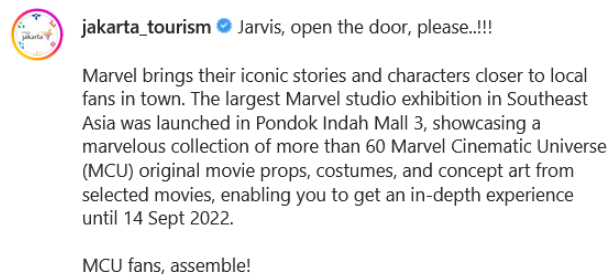 jakarta_tourism Jarvis, open the door, please..!!!
Marvel brings their iconic stories and characters closer to local
fans in town. The largest Marvel studio exhibition in Southeast
Asia was launched in Pondok Indah Mall 3, showcasing a
marvelous collection of more than 60 Marvel Cinematic Universe
(MCU) original movie props, costumes, and concept art from
selected movies, enabling you to get an in-depth experience
until 14 Sept 2022.
MCU fans, assemble!